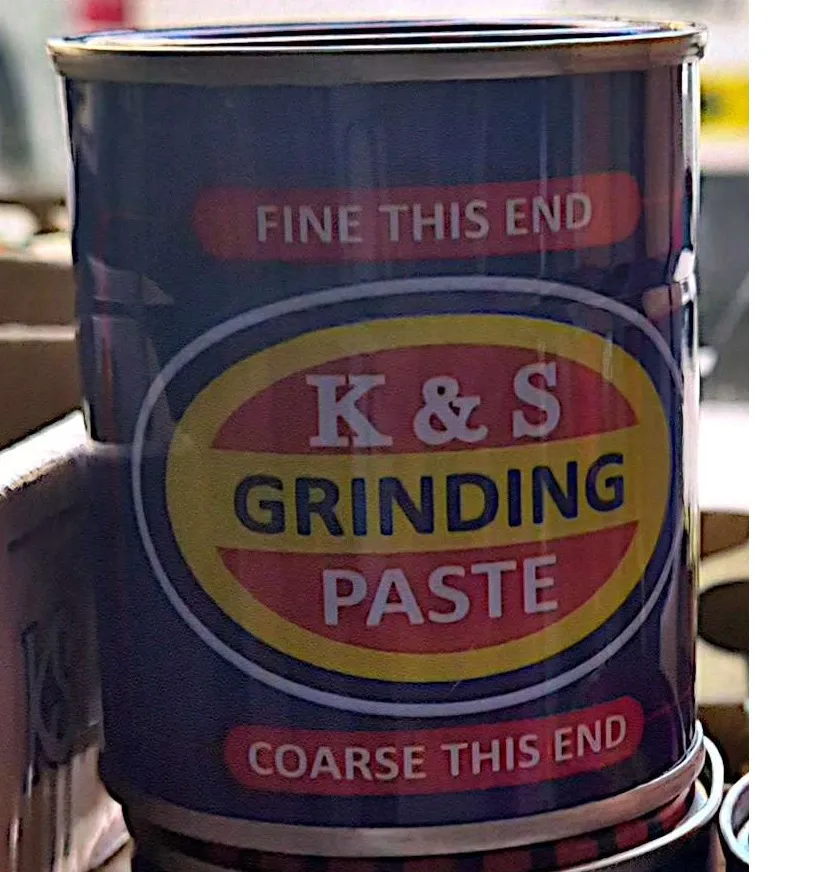 FINE THIS END
K & S
GRINDING
PASTE
COARSE THIS END